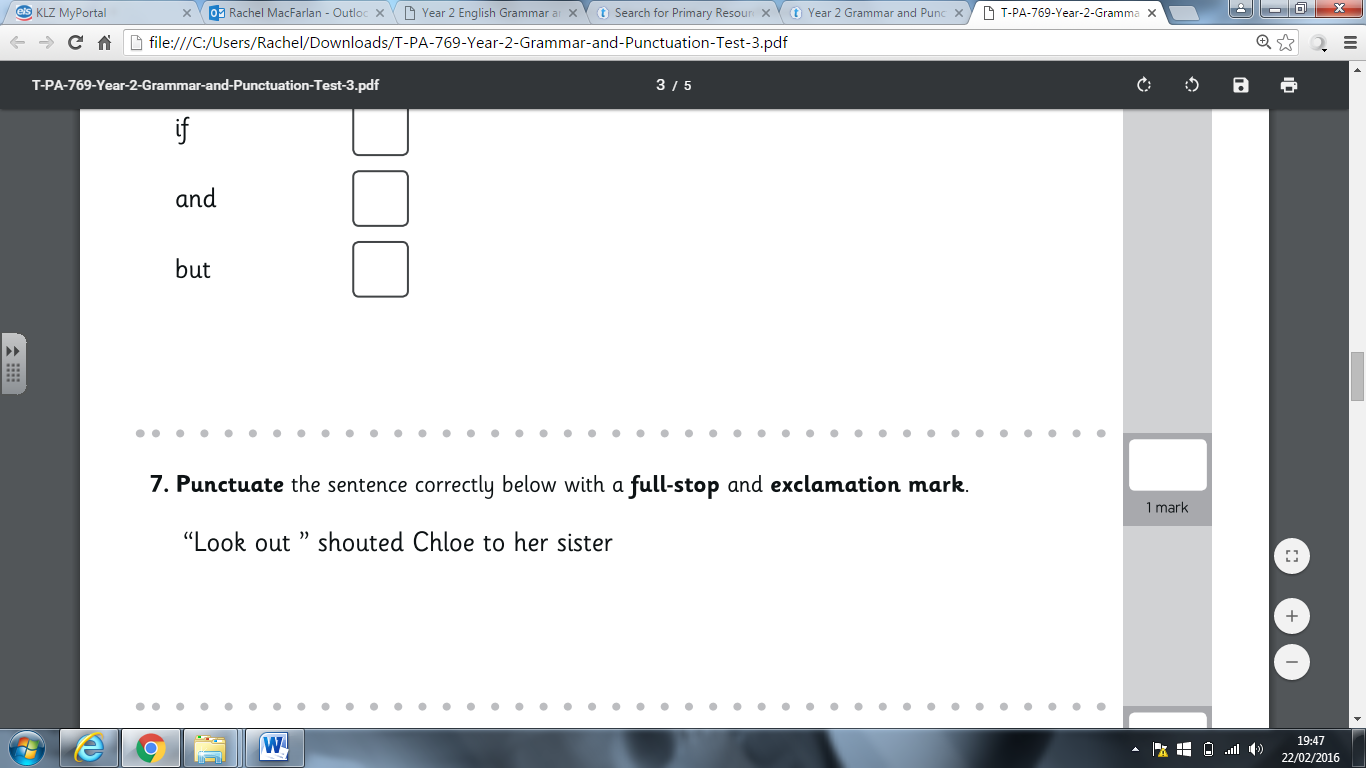 KLZ MyPortal
Rachel MacFarlan - Outloc
Year 2 English Grammar a
Search for Primary Resour
Year 2 Grammar and Punc
T-PA-769-Year-2-Gramma
file:///C:/Users/Rachel/Downloads/T-PA-769-Year-2-Grammar-and-Punctuation-Test-3.pdf
T-PA-769-Year-2-Grammar-and-Punctuation-Test-3.pdf
3 / 5
if
and
but
7. Punctuate the sentence correctly below with a full-stop and exclamation mark.
“Look out ” shouted Chloe to her sister
1 mark
19:47
22/02/2016